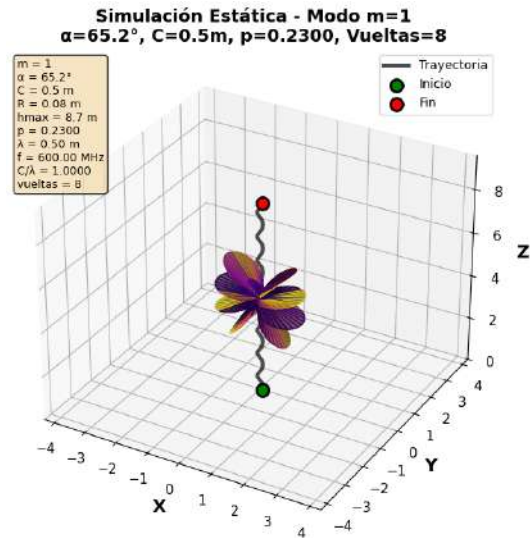 Simulación Estática - Modo m=1
α=65.2°, C=0.5m, p=0.2300, Vueltas=8
m = 1
α = 65.2°
C = 0.5 m
R = 0.08 m
hmax = 8.7 m
p = 0.2300
λ = 0.50 m
f = 600.00 MHz
C/λ = 1.0000
vueltas = 8
Trayectoria
Inicio
Fin
8
6
4
2
0
Z
4
3
2
1
0
−1
−2
−3
−4
Y
−4
−3
−2
−1
0
1
2
3
4
X